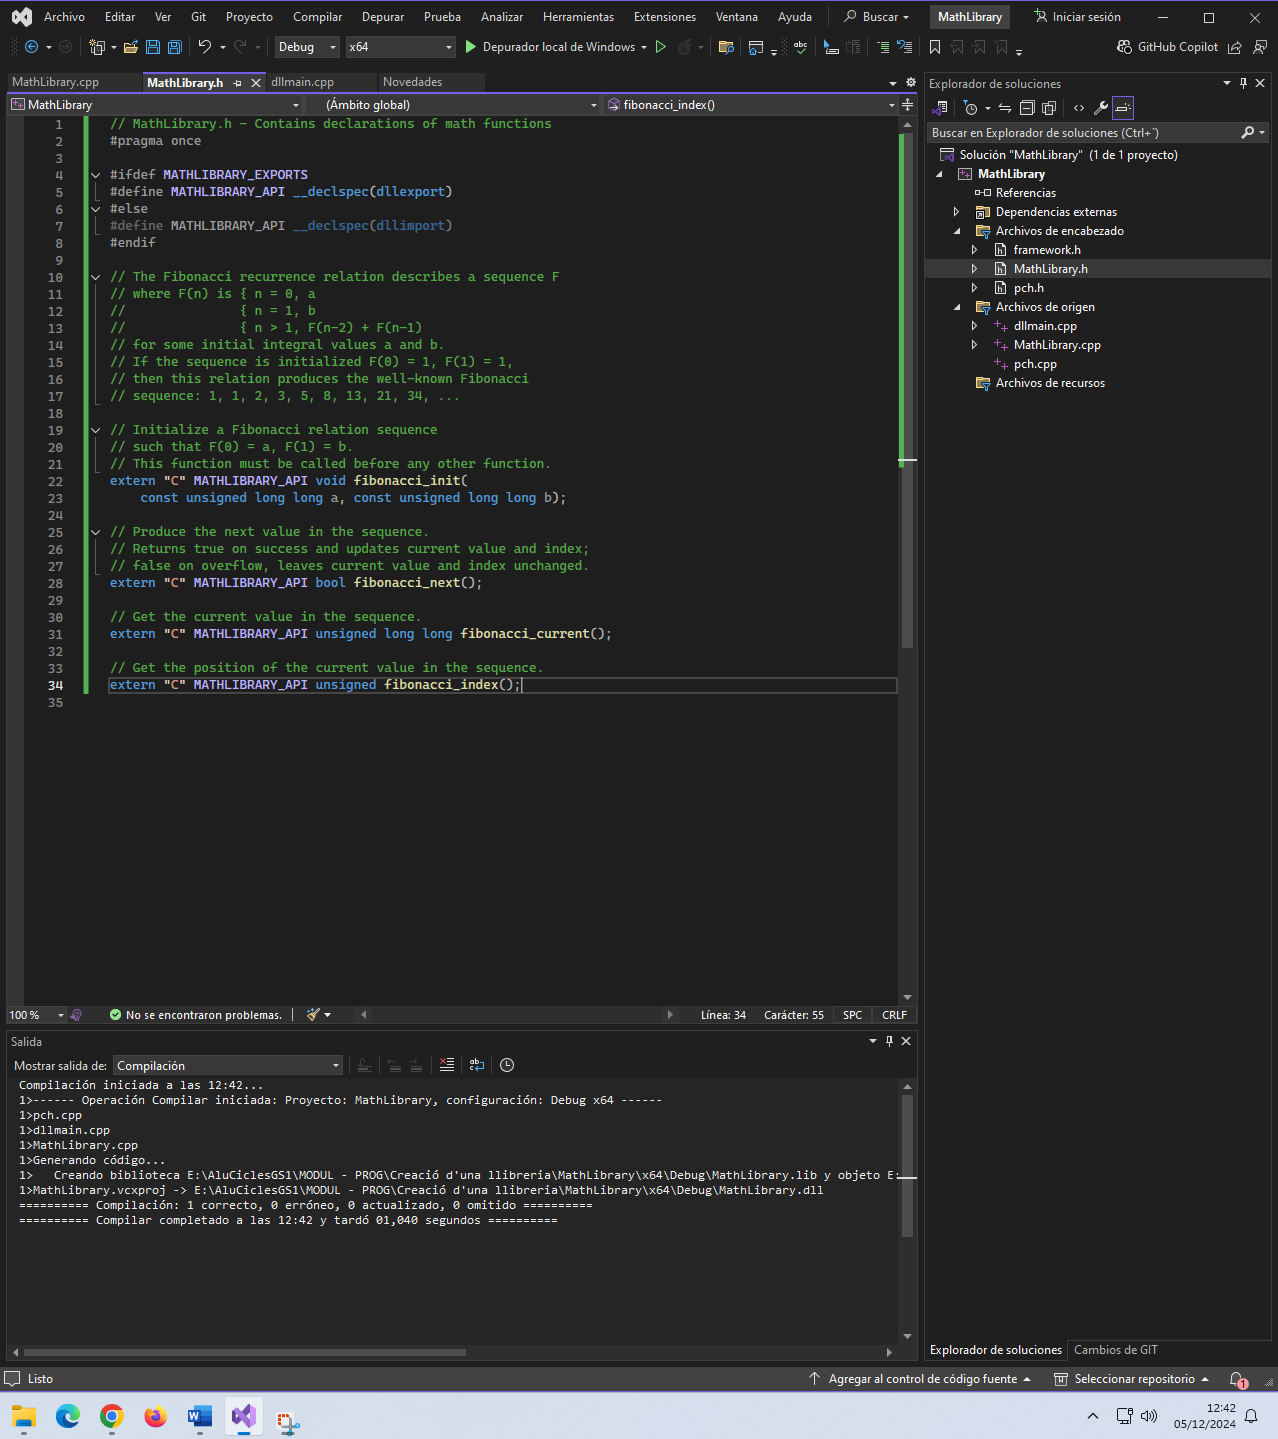 Archivo Editar Ver Git Proyecto Compilar Depurar Prueba Analizar Herramientas Extensiones Ventana Ayuda Buscar MathLibrary Iniciar sesión
Debug x64 Depurador local de Windows GitHub Copilot
MathLibrary.cpp MathLibrary.h dllmain.cpp Novedades
MathLibrary (Ámbito global) fibonacci_index()
1 // MathLibrary.h - Contains declarations of math functions
2 #pragma once
3
4 #ifdef MATHLIBRARY_EXPORTS
5 #define MATHLIBRARY_API __declspec(dllexport)
6 #else
7 #define MATHLIBRARY_API __declspec(dllimport)
8 #endif
9
10 // The Fibonacci recurrence relation describes a sequence F
11 // where F(n) is { n = 0, a
12 //               { n = 1, b
13 //               { n > 1, F(n-2) + F(n-1)
14 // for some initial integral values a and b.
15 // If the sequence is initialized F(0) = 1, F(1) = 1,
16 // then this relation produces the well-known Fibonacci
17 // sequence: 1, 1, 2, 3, 5, 8, 13, 21, 34, ...
18
19 // Initialize a Fibonacci relation sequence
20 // such that F(0) = a, F(1) = b.
21 // This function must be called before any other function.
22 extern "C" MATHLIBRARY_API void fibonacci_init(
23     const unsigned long long a, const unsigned long long b);
24
25 // Produce the next value in the sequence.
26 // Returns true on success and updates current value and index;
27 // false on overflow, leaves current value and index unchanged.
28 extern "C" MATHLIBRARY_API bool fibonacci_next();
29
30 // Get the current value in the sequence.
31 extern "C" MATHLIBRARY_API unsigned long long fibonacci_current();
32
33 // Get the position of the current value in the sequence.
34 extern "C" MATHLIBRARY_API unsigned fibonacci_index();
35
100 % No se encontraron problemas. Línea: 34 Carácter: 55 SPC CRLF
Salida
Mostrar salida de: Compilación
Compilación iniciada a las 12:42...
1>------ Operación Compilar iniciada: Proyecto: MathLibrary, configuración: Debug x64 ------
1>pch.cpp
1>dllmain.cpp
1>MathLibrary.cpp
1>Generando código...
1>   Creando biblioteca E:\AluCiclesGS1\MODUL - PROG\Creació d'una llibreria\MathLibrary\x64\Debug\MathLibrary.lib y objeto E:
1>MathLibrary.vcxproj -> E:\AluCiclesGS1\MODUL - PROG\Creació d'una llibreria\MathLibrary\x64\Debug\MathLibrary.dll
========== Compilación: 1 correcto, 0 erróneo, 0 actualizado, 0 omitido ==========
========== Compilar completado a las 12:42 y tardó 01,040 segundos ==========
Explorador de soluciones
Buscar en Explorador de soluciones (Ctrl+`)
Solución "MathLibrary" (1 de 1 proyecto)
MathLibrary
Referencias
Dependencias externas
Archivos de encabezado
framework.h
MathLibrary.h
pch.h
Archivos de origen
dllmain.cpp
MathLibrary.cpp
pch.cpp
Archivos de recursos
Explorador de soluciones Cambios de GIT
Listo Agregar al control de código fuente Seleccionar repositorio 1
12:42
05/12/2024